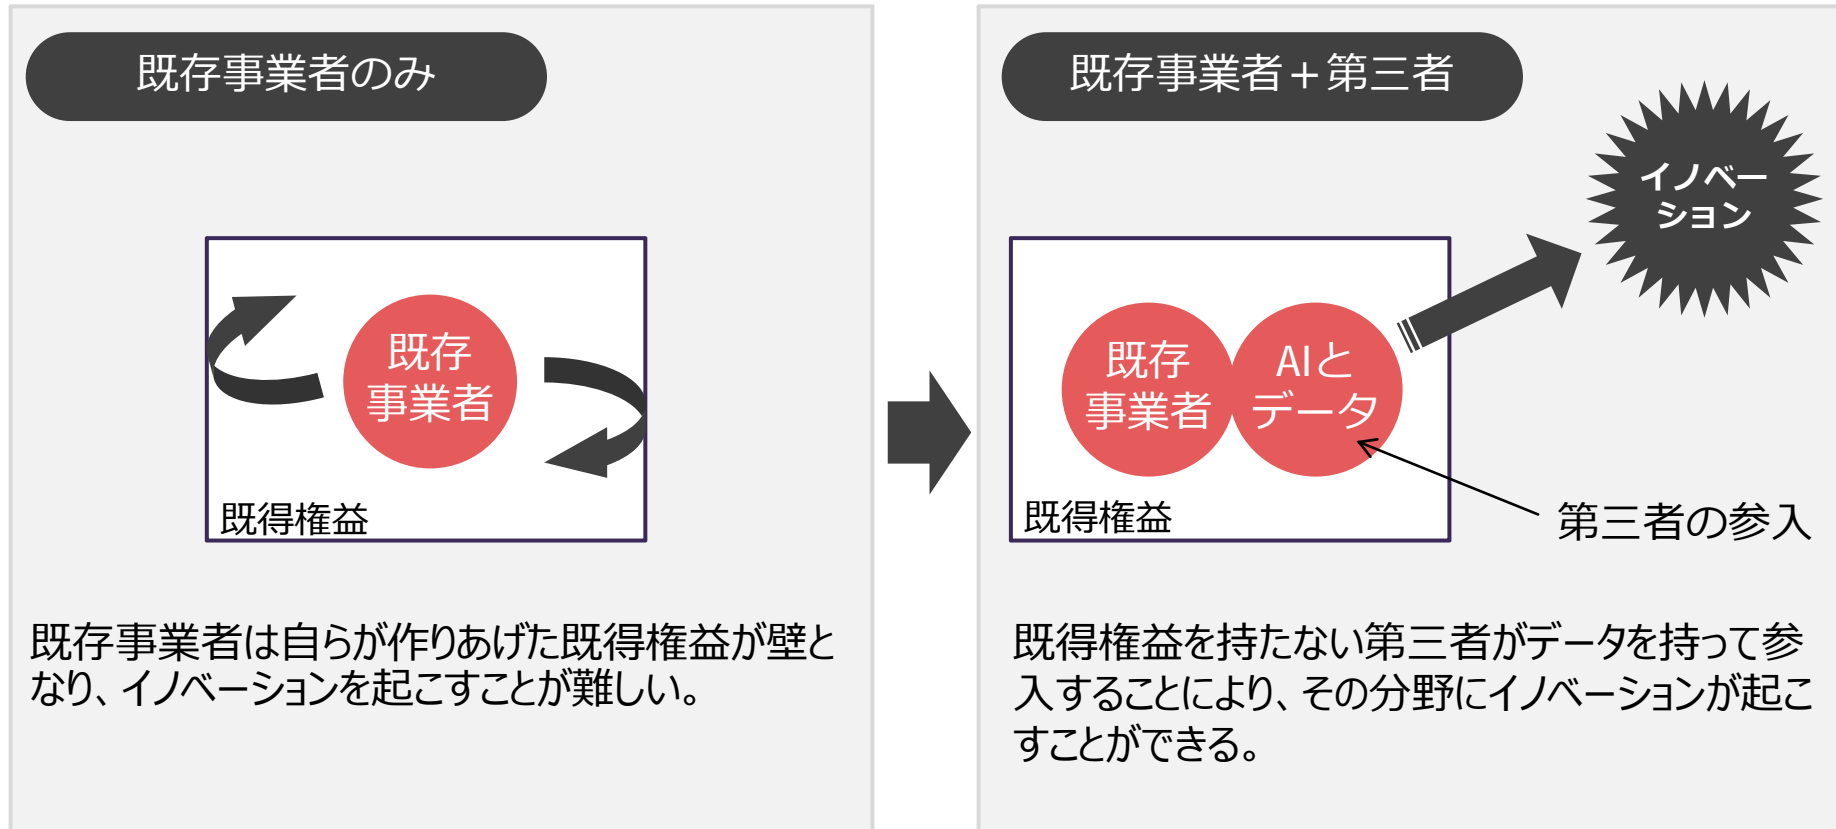 既存事業者のみ
既存
事業者
既得権益
既存事業者は自らが作りあげた既得権益が壁と
なり、イノベーションを起こすことが難しい。
既存事業者+第三者
イノベー
ション
既存
事業者
AIと
データ
既得権益
第三者の参入
既得権益を持たない第三者がデータを持って参
入することにより、その分野にイノベーションが起こ
すことができる。